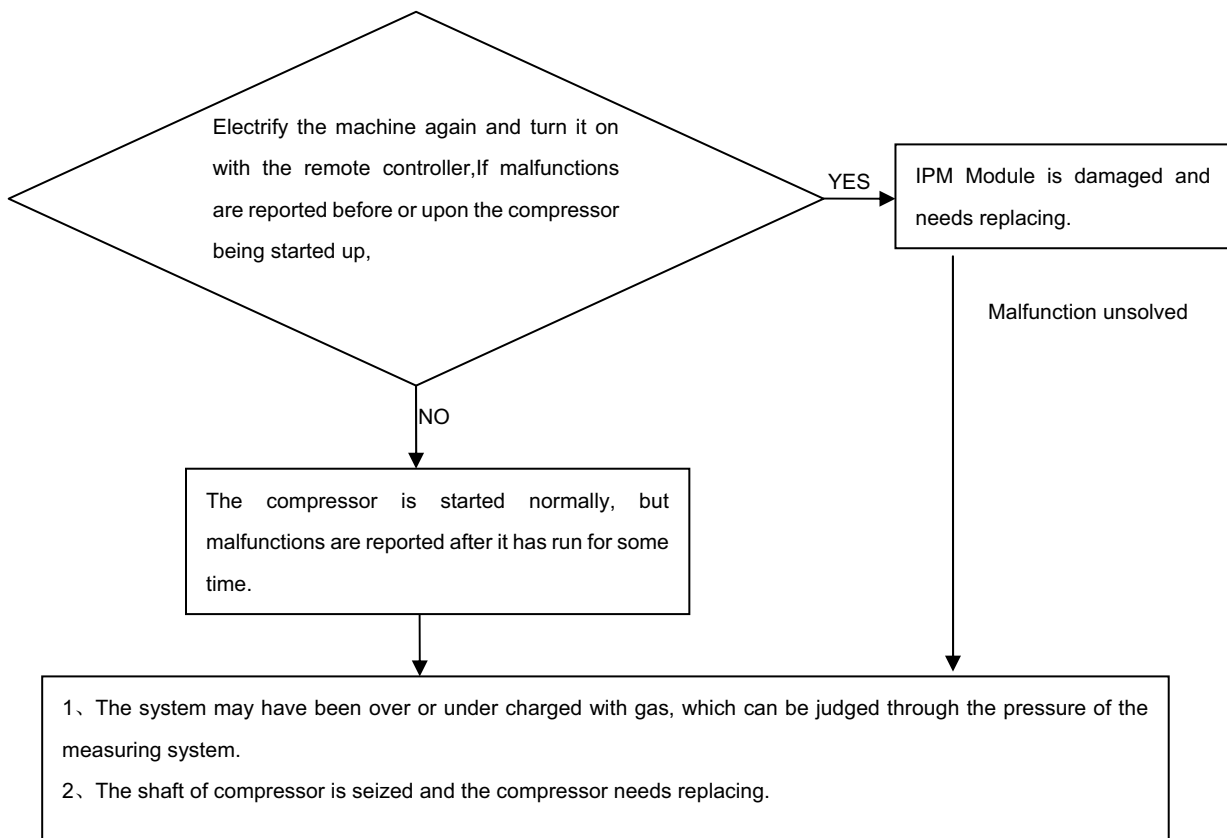 Electrify the machine again and turn it on
with the remote controller,If malfunctions
are reported before or upon the compressor
being started up,
YES
IPM Module is damaged and
needs replacing.
Malfunction unsolved
NO
The compressor is started normally, but
malfunctions are reported after it has run for some
time.
1、The system may have been over or under charged with gas, which can be judged through the pressure of the
measuring system.
2、The shaft of compressor is seized and the compressor needs replacing.